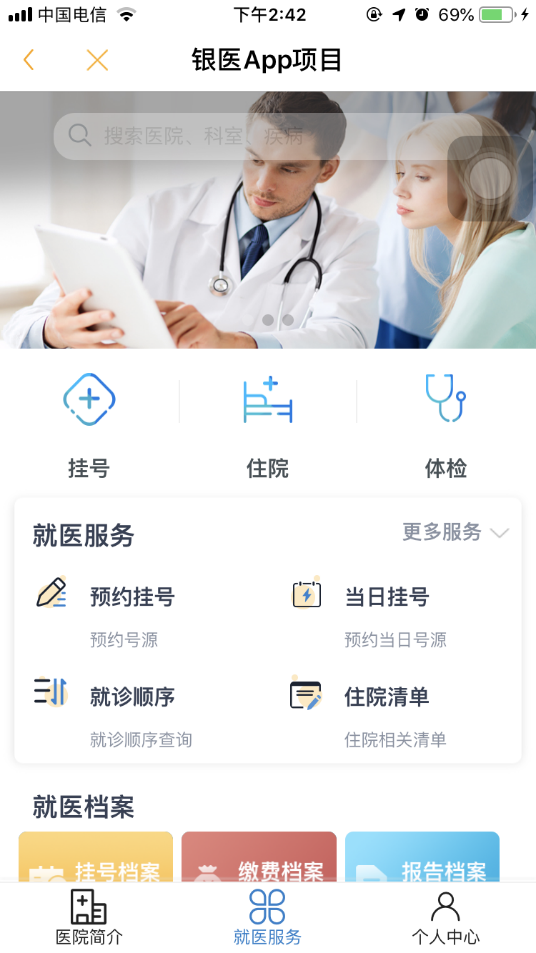 中国电信 下午2:42 69%
银医App项目
搜索医院、科室、疾病
挂号 住院 体检
就医服务 更多服务
预约挂号 当日挂号
预约号源 预约当日号源
就诊顺序 住院清单
就诊顺序查询 住院相关清单
就医档案
挂号档案 缴费档案 报告档案
医院简介 就医服务 个人中心